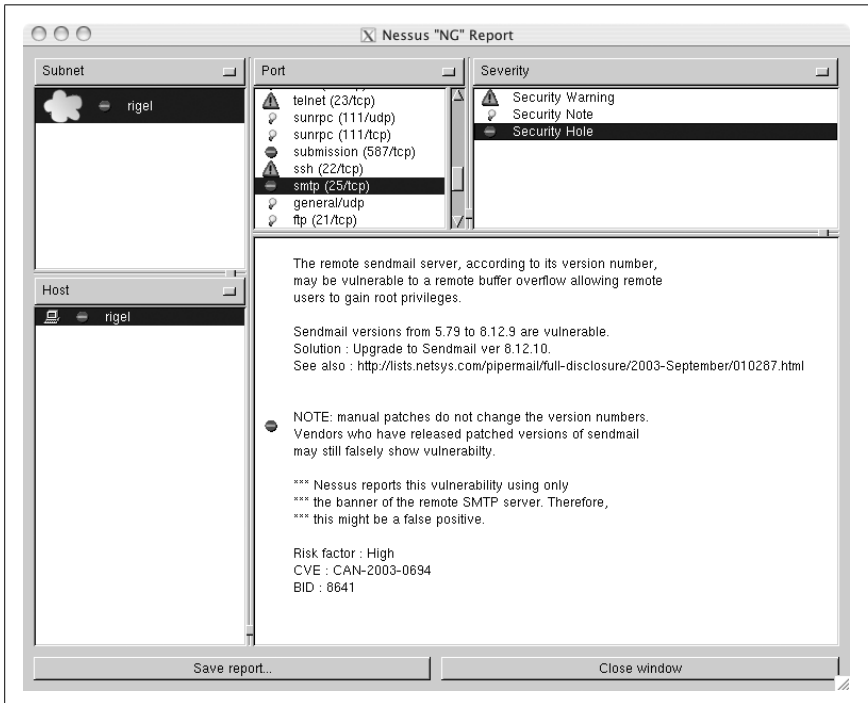 Nessus "NG" Report
Subnet
rigel
Host
rigel
Port
telnet (23/tcp)
sunrpc (111/udp)
sunrpc (111/tcp)
submission (587/tcp)
ssh (22/tcp)
smtp (25/tcp)
general/udp
ftp (21/tcp)
Severity
Security Warning
Security Note
Security Hole
The remote sendmail server, according to its version number,
may be vulnerable to a remote buffer overflow allowing remote
users to gain root privileges.
Sendmail versions from 5.79 to 8.12.9 are vulnerable.
Solution : Upgrade to Sendmail ver 8.12.10.
See also : http://lists.netsys.com/pipermail/full-disclosure/2003-September/010287.html
NOTE: manual patches do not change the version numbers.
Vendors who have released patched versions of sendmail
may still falsely show vulnerabilty.
*** Nessus reports this vulnerability using only
*** the banner of the remote SMTP server. Therefore,
*** this might be a false positive.
Risk factor : High
CVE : CAN-2003-0694
BID : 8641
Save report...
Close window